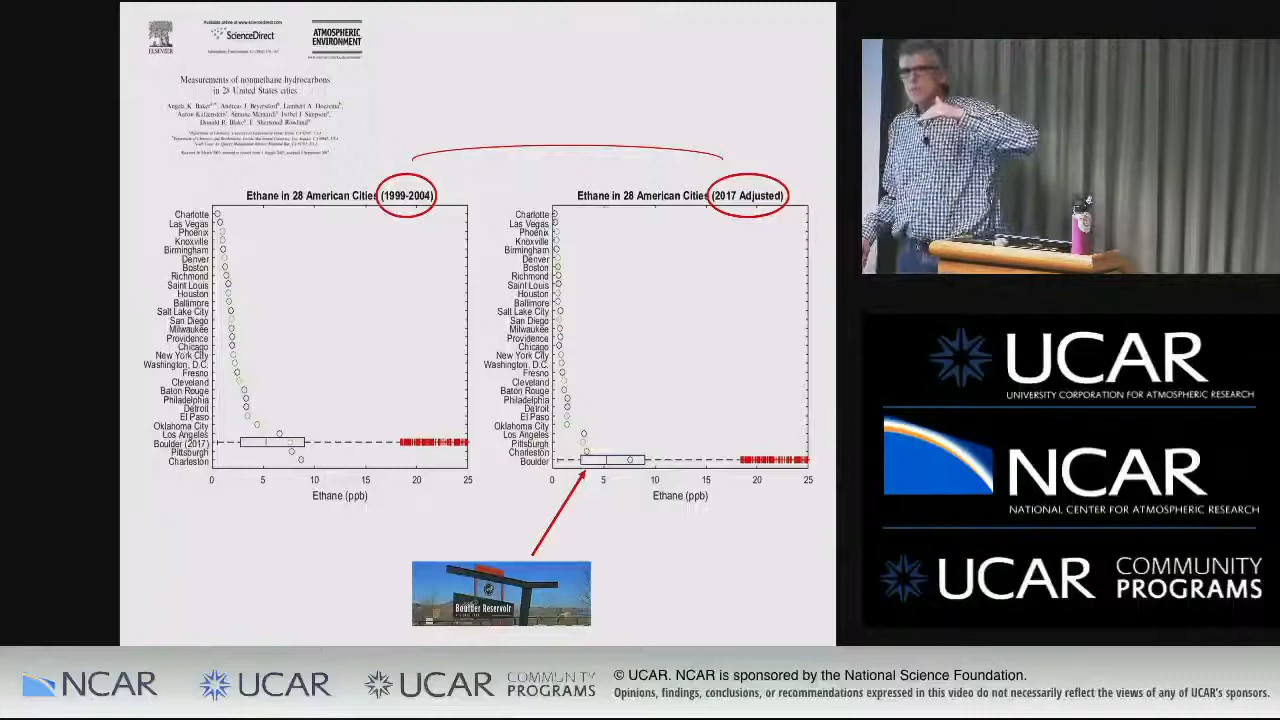 ELSEVIER
Available online at www.sciencedirect.com
ScienceDirect
ATMOSPHERIC
ENVIRONMENT
Measurements of nonmethane hydrocarbons
in 28 United States cities
Ethane in 28 American Cities (1999-2004)
Charlotte
Las Vegas
Phoenix
Knoxville
Birmingham
Denver
Boston
Richmond
Saint Louis
Houston
Baltimore
Salt Lake City
San Diego
Milwaukee
Providence
Chicago
New York City
Washington, D.C.
Fresno
Cleveland
Baton Rouge
Philadelphia
Detroit
El Paso
Oklahoma City
Los Angeles
Boulder (2017)
Pittsburgh
Charleston
0 5 10 15 20 25
Ethane (ppb)
Ethane in 28 American Cities (2017 Adjusted)
Charlotte
Las Vegas
Phoenix
Knoxville
Birmingham
Denver
Boston
Richmond
Saint Louis
Houston
Baltimore
Salt Lake City
San Diego
Milwaukee
Providence
Chicago
New York City
Washington, D.C.
Fresno
Cleveland
Baton Rouge
Philadelphia
Detroit
El Paso
Oklahoma City
Los Angeles
Pittsburgh
Charleston
Boulder
0 5 10 15 20 25
Ethane (ppb)
Boulder Reservoir
UCAR
UNIVERSITY CORPORATION FOR ATMOSPHERIC RESEARCH
NCAR
NATIONAL CENTER FOR ATMOSPHERIC RESEARCH
UCAR COMMUNITY
PROGRAMS
NCAR UCAR UCAR COMMUNITY
PROGRAMS
© UCAR. NCAR is sponsored by the National Science Foundation.
Opinions, findings, conclusions, or recommendations expressed in this video do not necessarily reflect the views of any of UCAR's sponsors.